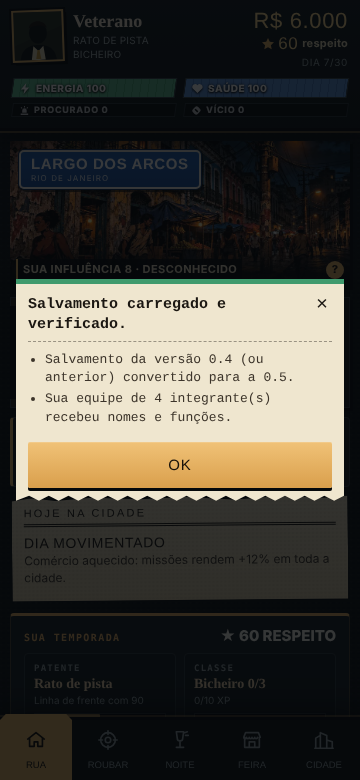 Veterano
RATO DE PISTA
BICHEIRO
R$ 6.000
★ 60 respeito
DIA 7/30
ENERGIA 100
SAÚDE 100
PROCURADO 0
VÍCIO 0
LARGO DOS ARCOS
RIO DE JANEIRO
SUA INFLUÊNCIA 8 · DESCONHECIDO
?
Salvamento carregado e
verificado.
×
• Salvamento da versão 0.4 (ou
anterior) convertido para a 0.5.
• Sua equipe de 4 integrante(s)
recebeu nomes e funções.
OK
HOJE NA CIDADE
DIA MOVIMENTADO
Comércio aquecido: missões rendem +12% em toda a
cidade.
SUA TEMPORADA
★ 60 RESPEITO
PATENTE
Rato de pista
Linha de frente com 90
CLASSE
Bicheiro 0/3
0/10 XP
RUA
ROUBAR
NOITE
FEIRA
CIDADE